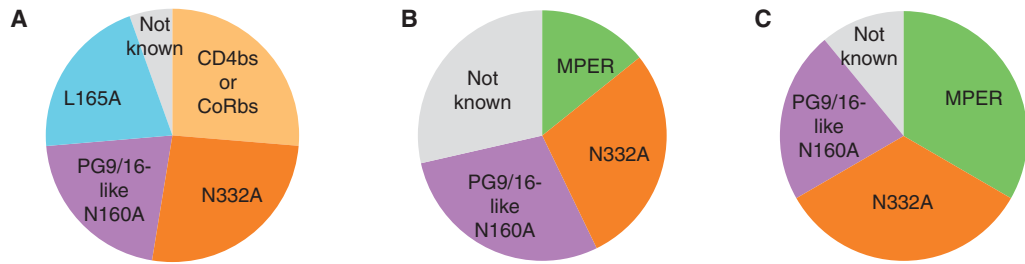 A
Not
known
CD4bs
or
CoRbs
L165A
PG9/16-
like
N160A
N332A
B
MPER
Not
known
N332A
PG9/16-
like
N160A
C
Not
known
MPER
PG9/16-
like
N160A
N332A